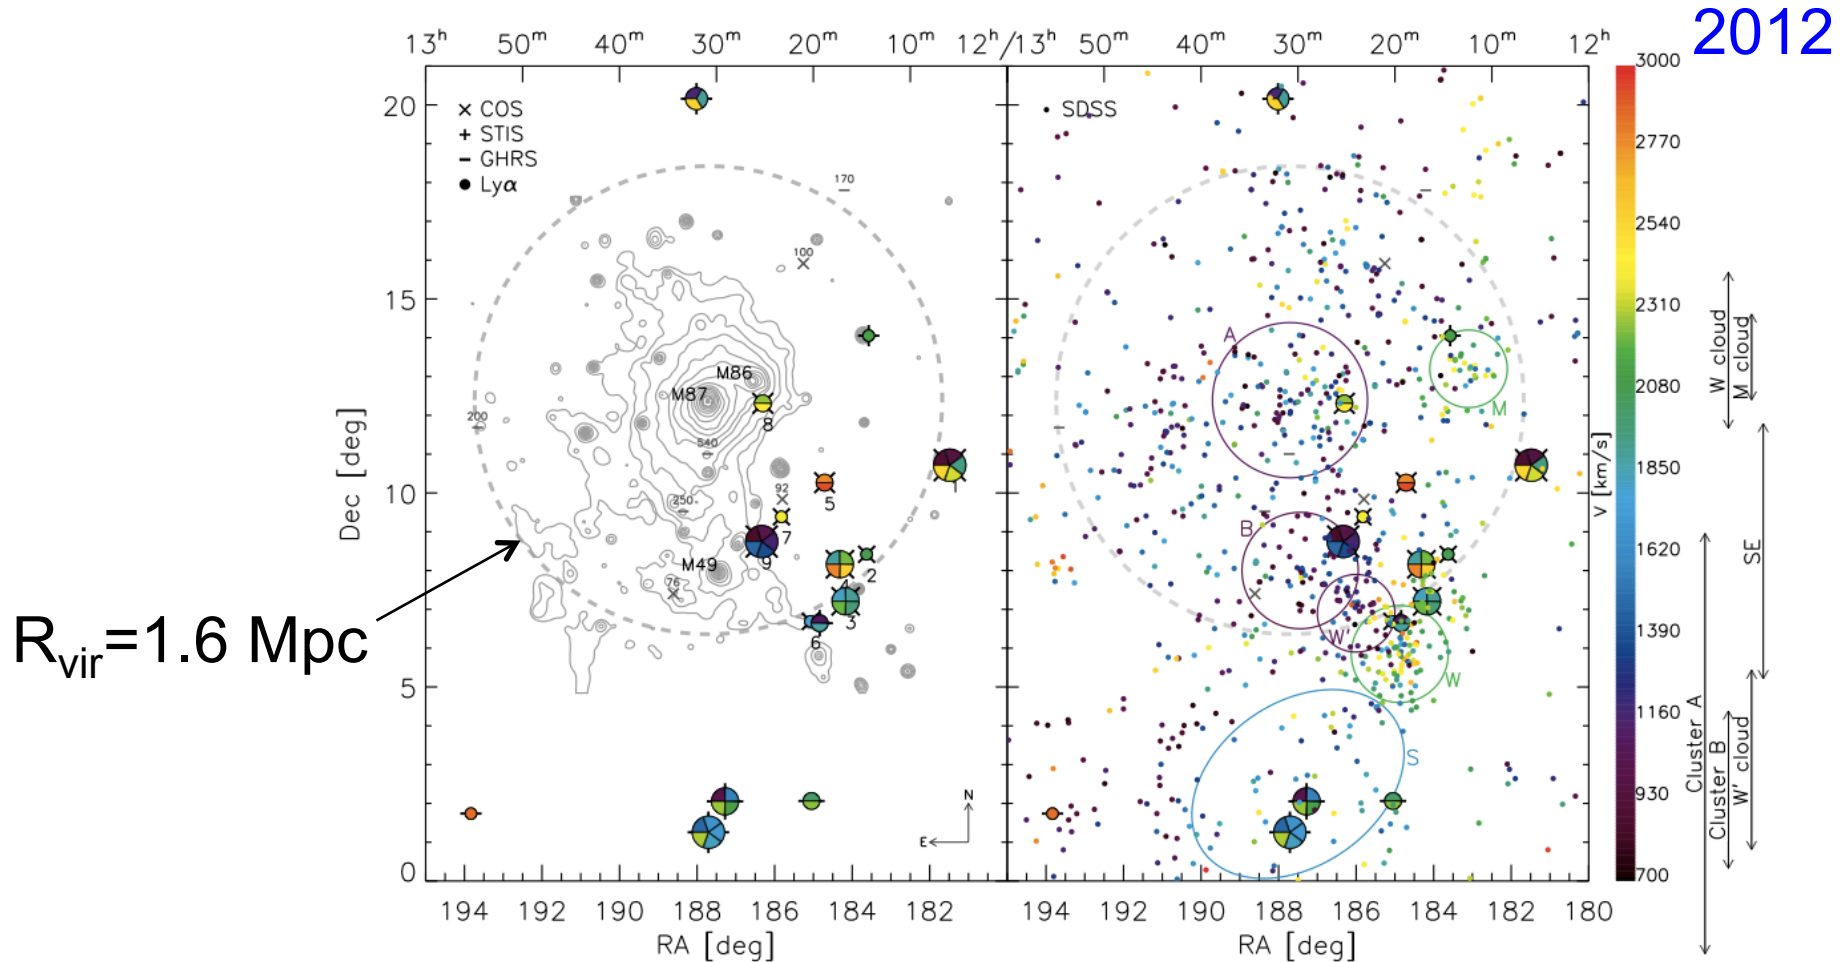 2012
13h 50m 40m 30m 20m 10m 12h/13h 50m 40m 30m 20m 10m 12h
× COS
+ STIS
− GHRS
● Lyα
• SDSS
20
15
10
5
0
Dec [deg]
170
100
M86
M87
200
8
540
1
92
250
5
7
9
M49
2
4
76
3
6
N
E
194 192 190 188 186 184 182
RA [deg]
A
M
B
W'
W
S
194 192 190 188 186 184 182 180
RA [deg]
3000
2770
2540
2310
2080
1850
1620
1390
1160
930
700
V [km/s]
W cloud
M cloud
SE
Cluster A
Cluster B
W' cloud
Rvir=1.6 Mpc